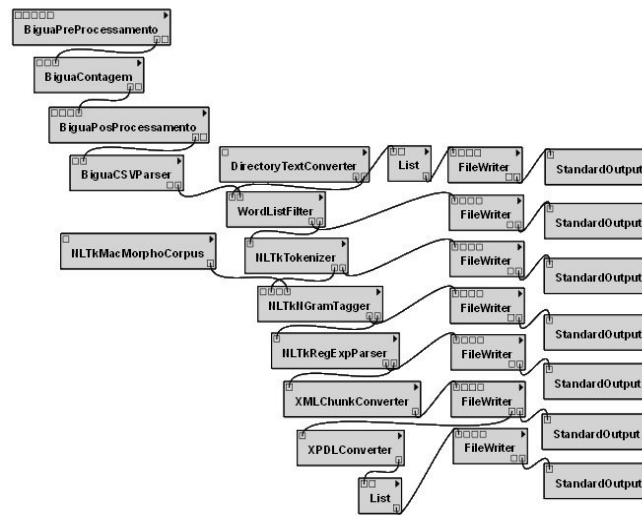 BiguaPreProcessamento
BiguaContagem
BiguaPosProcessamento
BiguaCSVParser
DirectoryTextConverter
List
FileWriter
StandardOutput
WordListFilter
FileWriter
StandardOutput
NLTkMacMorphoCorpus
NLTkTokenizer
FileWriter
StandardOutput
NLTkNGramTagger
FileWriter
StandardOutput
NLTkRegExpParser
FileWriter
StandardOutput
XMLChunkConverter
FileWriter
StandardOutput
XPDLConverter
FileWriter
StandardOutput
List